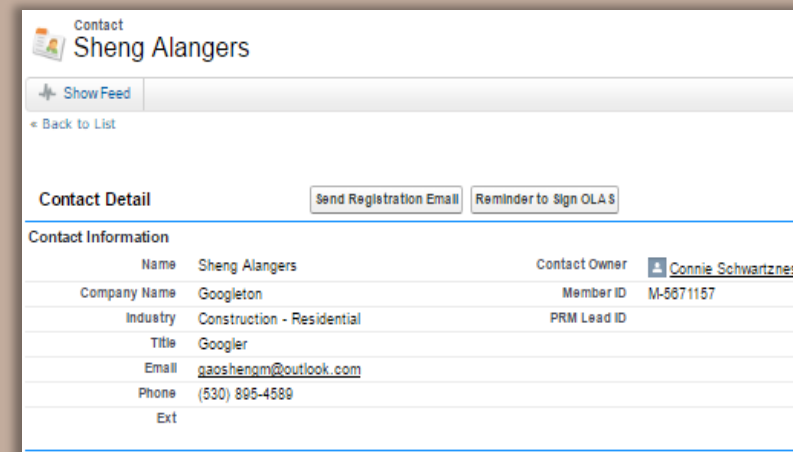 Contact
Sheng Alangers
Show Feed
« Back to List
Contact Detail Send Registration Email Reminder to Sign OLAS
Contact Information
Name Sheng Alangers Contact Owner Connie Schwartznes
Company Name Googleton Member ID M-5671157
Industry Construction - Residential PRM Lead ID
Title Googler
Email gaoshengm@outlook.com
Phone (530) 895-4589
Ext